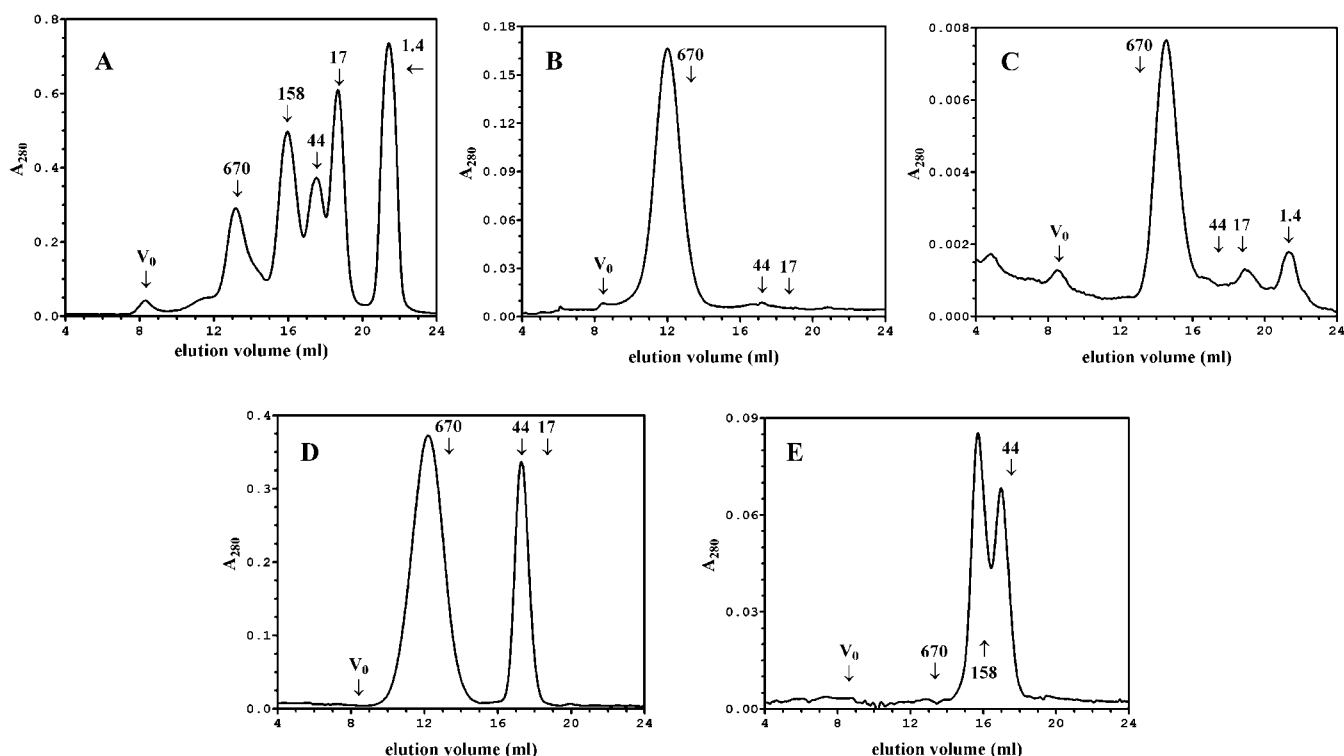 A
0.8
0.6
0.4
0.2
0.0
A280
V0
670
158
44
17
1.4
↓
↓
↓
↓
↓
←
4 8 12 16 20 24
elution volume (ml)
B
0.18
0.15
0.12
0.09
0.06
0.03
0.00
A280
V0
670
44 17
↓
↓
↓ ↓
4 8 12 16 20 24
elution volume (ml)
C
0.008
0.006
0.004
0.002
0.000
A280
V0
670
44 17
1.4
↓
↓
↓ ↓
↓
4 8 12 16 20 24
elution volume (ml)
D
0.4
0.3
0.2
0.1
0.0
A280
V0
670
44 17
↓
↓
↓ ↓
4 8 12 16 20 24
elution volume (ml)
E
0.09
0.06
0.03
0.00
A280
V0
670
↑
158
44
↓
↓
↓
4 8 12 16 20 24
elution volume (ml)